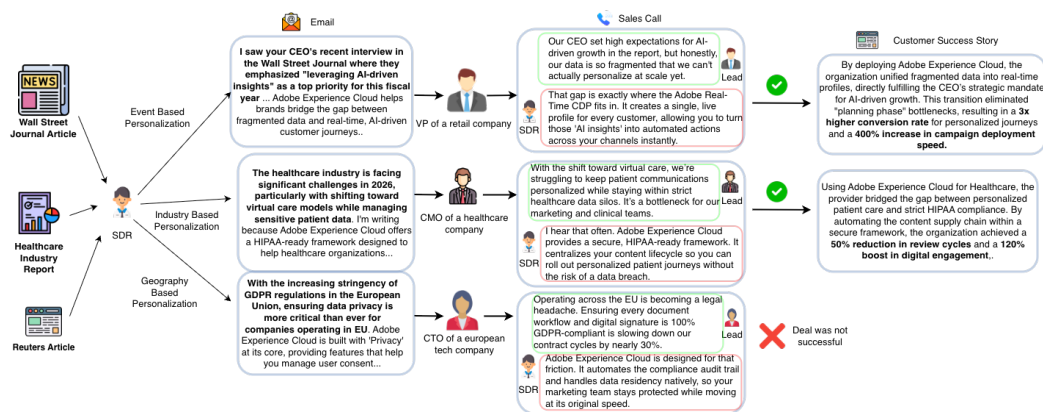 Email
Sales Call
Customer Success Story
NEWS
Wall Street
Journal Article
Healthcare
Industry
Report
Reuters Article
SDR
Event Based
Personalization
Industry Based
Personalization
Geography
Based
Personalization
I saw your CEO's recent interview in
the Wall Street Journal where they
emphasized "leveraging AI-driven
insights" as a top priority for this fiscal
year ... Adobe Experience Cloud helps
brands bridge the gap between
fragmented data and real-time, AI-driven
customer journeys..
VP of a retail company
Our CEO set high expectations for AI-
driven growth in the report, but honestly,
our data is so fragmented that we can't
actually personalize at scale yet.
Lead
That gap is exactly where the Adobe Real-
Time CDP fits in. It creates a single, live
profile for every customer, allowing you to turn
those 'AI insights' into automated actions
across your channels instantly.
SDR
By deploying Adobe Experience Cloud, the
organization unified fragmented data into real-time
profiles, directly fulfilling the CEO's strategic mandate
for AI-driven growth. This transition eliminated
"planning phase" bottlenecks, resulting in a 3x
higher conversion rate for personalized journeys
and a 400% increase in campaign deployment
speed.
The healthcare industry is facing
significant challenges in 2026,
particularly with shifting toward
virtual care models while managing
sensitive patient data. I'm writing
because Adobe Experience Cloud offers
a HIPAA-ready framework designed to
help healthcare organizations...
CMO of a healthcare
company
With the shift toward virtual care, we're
struggling to keep patient communications
personalized while staying within strict
healthcare data silos. It's a bottleneck for our
marketing and clinical teams.
Lead
I hear that often. Adobe Experience Cloud
provides a secure, HIPAA-ready framework. It
centralizes your content lifecycle so you can
roll out personalized patient journeys without
the risk of a data breach.
SDR
Using Adobe Experience Cloud for Healthcare, the
provider bridged the gap between personalized
patient care and strict HIPAA compliance. By
automating the content supply chain within a
secure framework, the organization achieved a
50% reduction in review cycles and a 120%
boost in digital engagement,.
With the increasing stringency of
GDPR regulations in the European
Union, ensuring data privacy is
more critical than ever for
companies operating in EU. Adobe
Experience Cloud is built with 'Privacy'
at its core, providing features that help
you manage user consent...
CTO of a european
tech company
Operating across the EU is becoming a legal
headache. Ensuring every document
workflow and digital signature is 100%
GDPR-compliant is slowing down our
contract cycles by nearly 30%.
Lead
Adobe Experience Cloud is designed for that
friction. It automates the compliance audit trail
and handles data residency natively, so your
marketing team stays protected while moving
at its original speed.
SDR
Deal was not
successful